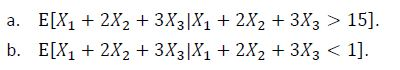 a. E[X₁ + 2X₂ + 3X₃|X₁ + 2X₂ + 3X₃ > 15].
b. E[X₁ + 2X₂ + 3X₃|X₁ + 2X₂ + 3X₃ < 1].